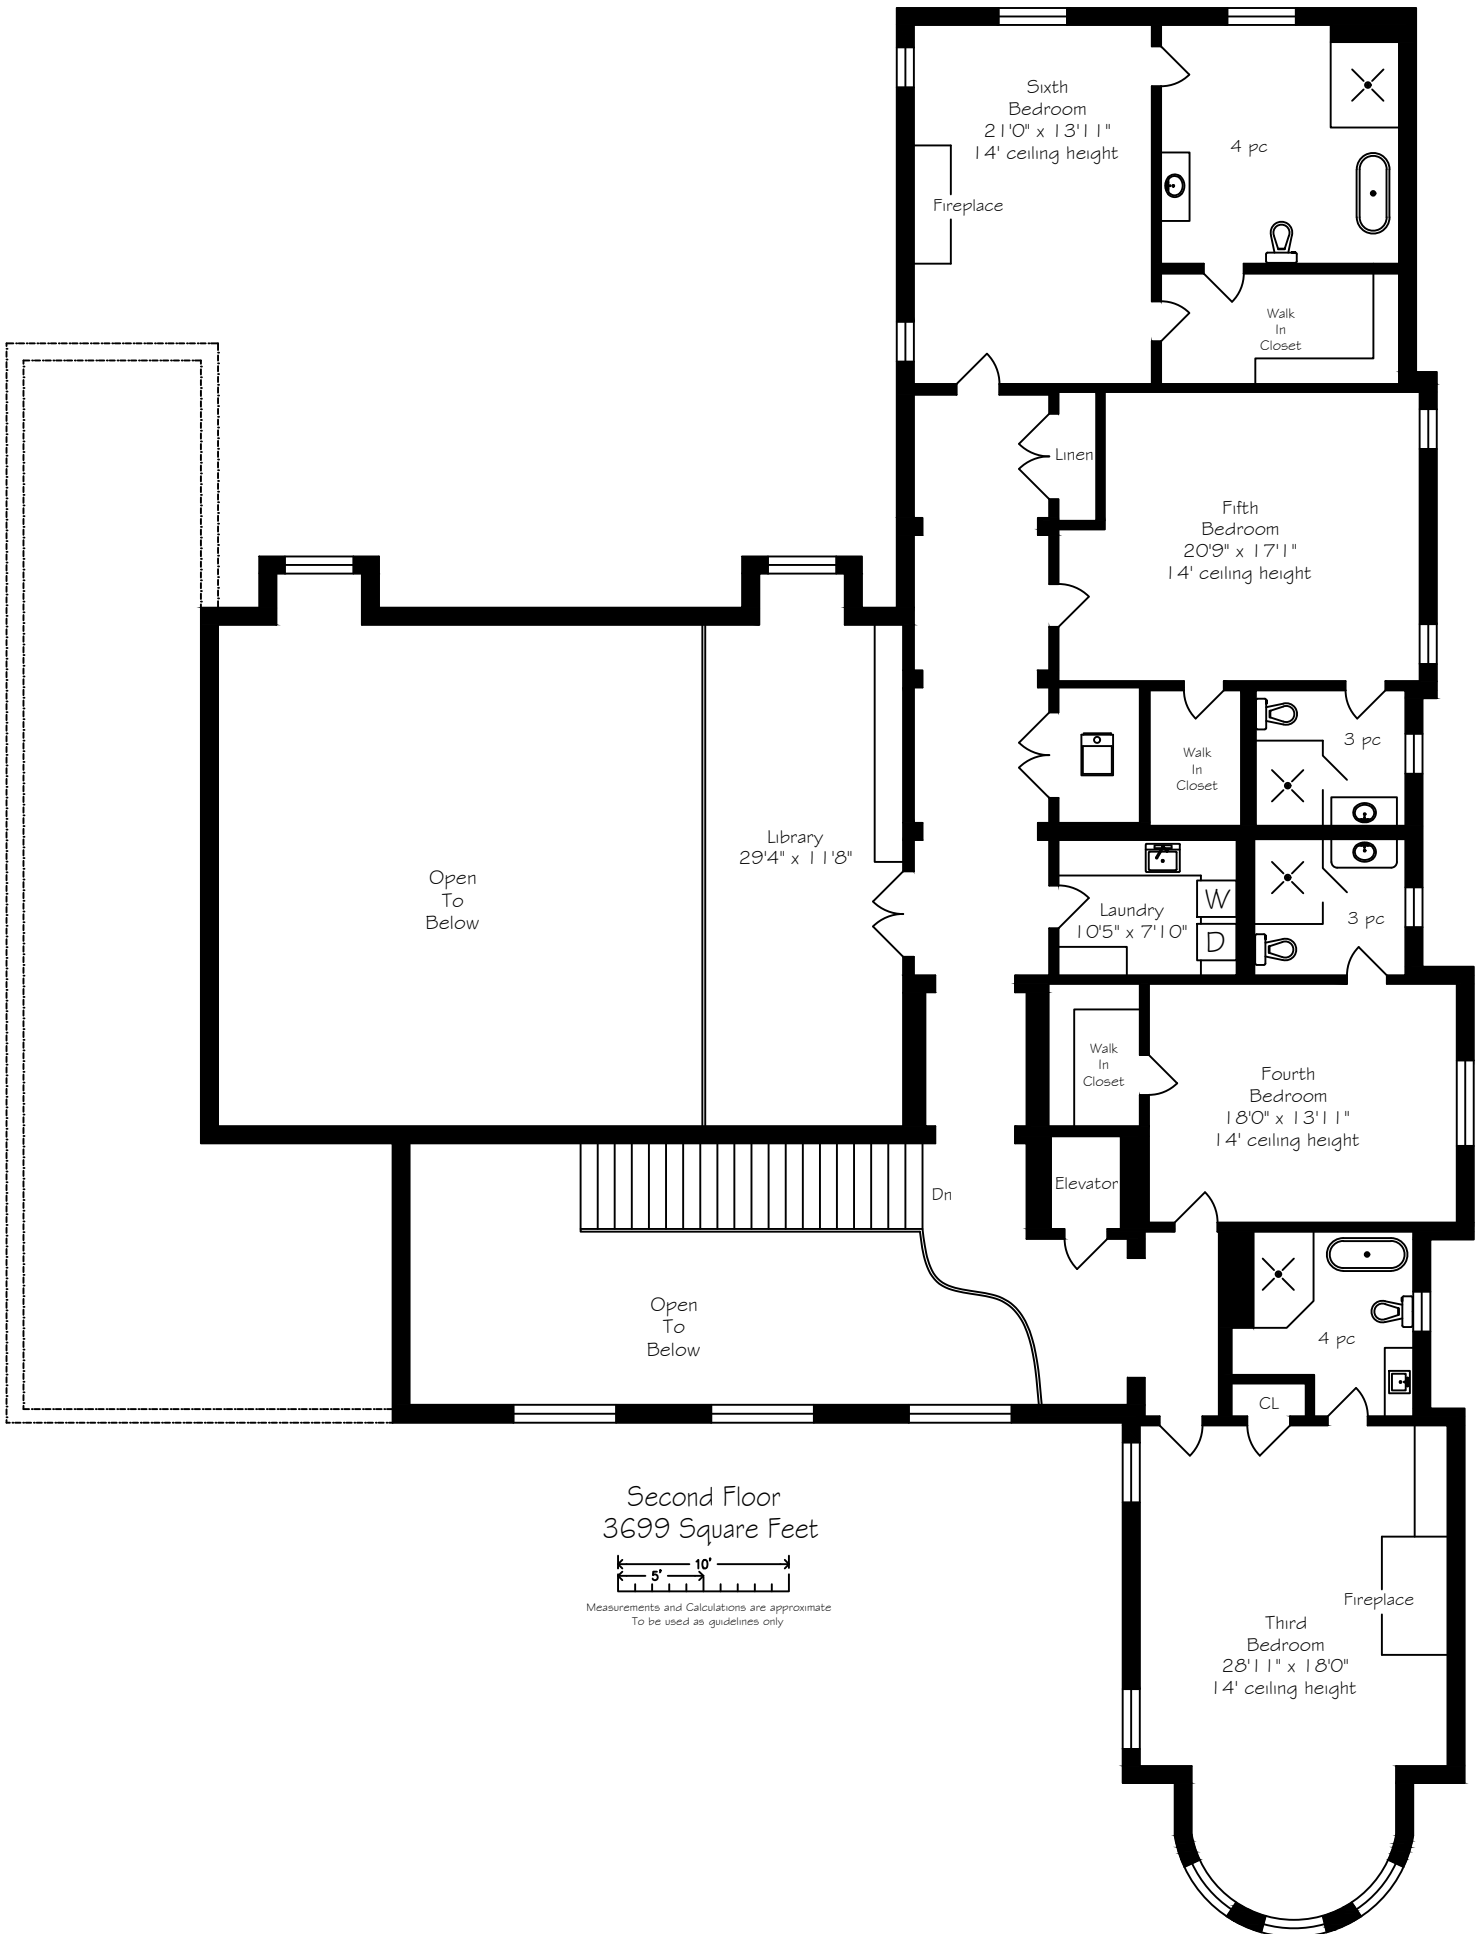 Sixth
Bedroom
21'0" x 13'11"
14' ceiling height
4 pc
Fireplace
Walk
In
Closet
Linen
Fifth
Bedroom
20'9" x 17'1"
14' ceiling height
Walk
In
Closet
3 pc
Library
29'4" x 11'8"
Open
To
Below
Laundry
10'5" x 7'10"
W
D
3 pc
Walk
In
Closet
Fourth
Bedroom
18'0" x 13'11"
14' ceiling height
Elevator
Dn
Open
To
Below
4 pc
CL
Second Floor
3699 Square Feet
10'
5'
Measurements and Calculations are approximate
To be used as guidelines only
Fireplace
Third
Bedroom
28'11" x 18'0"
14' ceiling height